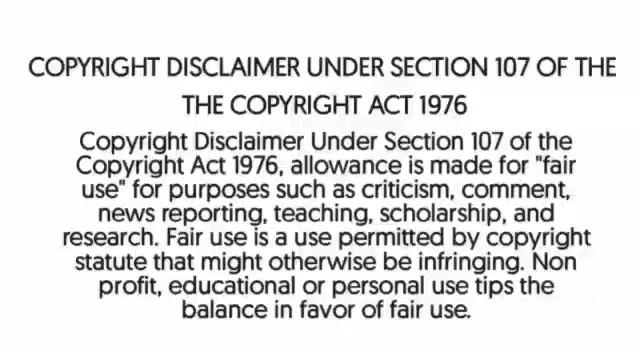 COPYRIGHT DISCLAIMER UNDER SECTION 107 OF THE
THE COPYRIGHT ACT 1976
Copyright Disclaimer Under Section 107 of the
Copyright Act 1976, allowance is made for "fair
use" for purposes such as criticism, comment,
news reporting, teaching, scholarship, and
research. Fair use is a use permitted by copyright
statute that might otherwise be infringing. Non
profit, educational or personal use tips the
balance in favor of fair use.